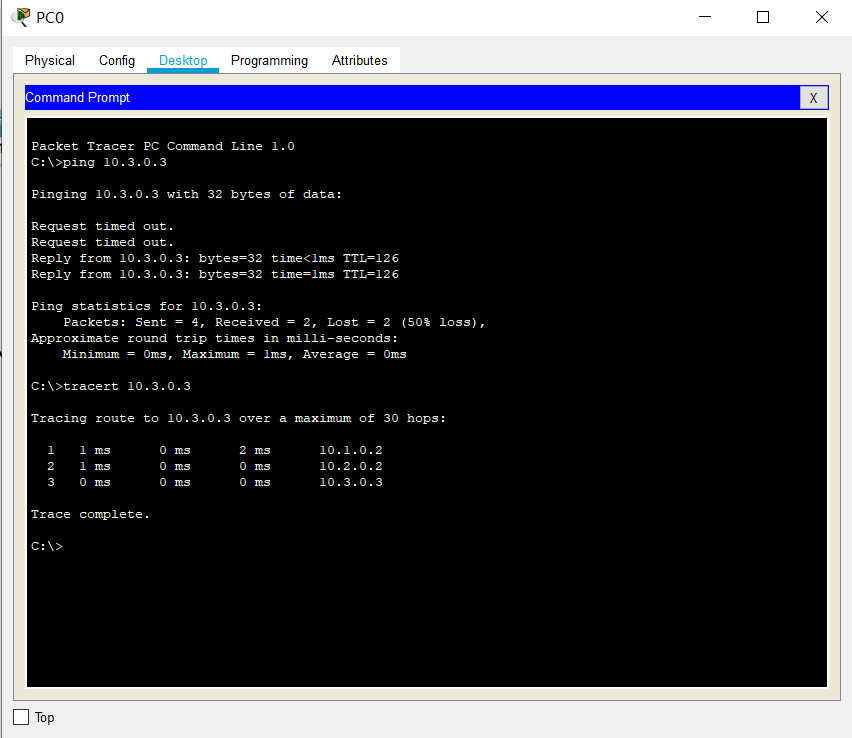 PC0
Physical Config Desktop Programming Attributes
Command Prompt
X
Packet Tracer PC Command Line 1.0
C:\>ping 10.3.0.3
Pinging 10.3.0.3 with 32 bytes of data:
Request timed out.
Request timed out.
Reply from 10.3.0.3: bytes=32 time<1ms TTL=126
Reply from 10.3.0.3: bytes=32 time=1ms TTL=126
Ping statistics for 10.3.0.3:
    Packets: Sent = 4, Received = 2, Lost = 2 (50% loss),
Approximate round trip times in milli-seconds:
    Minimum = 0ms, Maximum = 1ms, Average = 0ms
C:\>tracert 10.3.0.3
Tracing route to 10.3.0.3 over a maximum of 30 hops:
  1   1 ms      0 ms      2 ms      10.1.0.2
  2   1 ms      0 ms      0 ms      10.2.0.2
  3   0 ms      0 ms      0 ms      10.3.0.3
Trace complete.
C:\>
Top